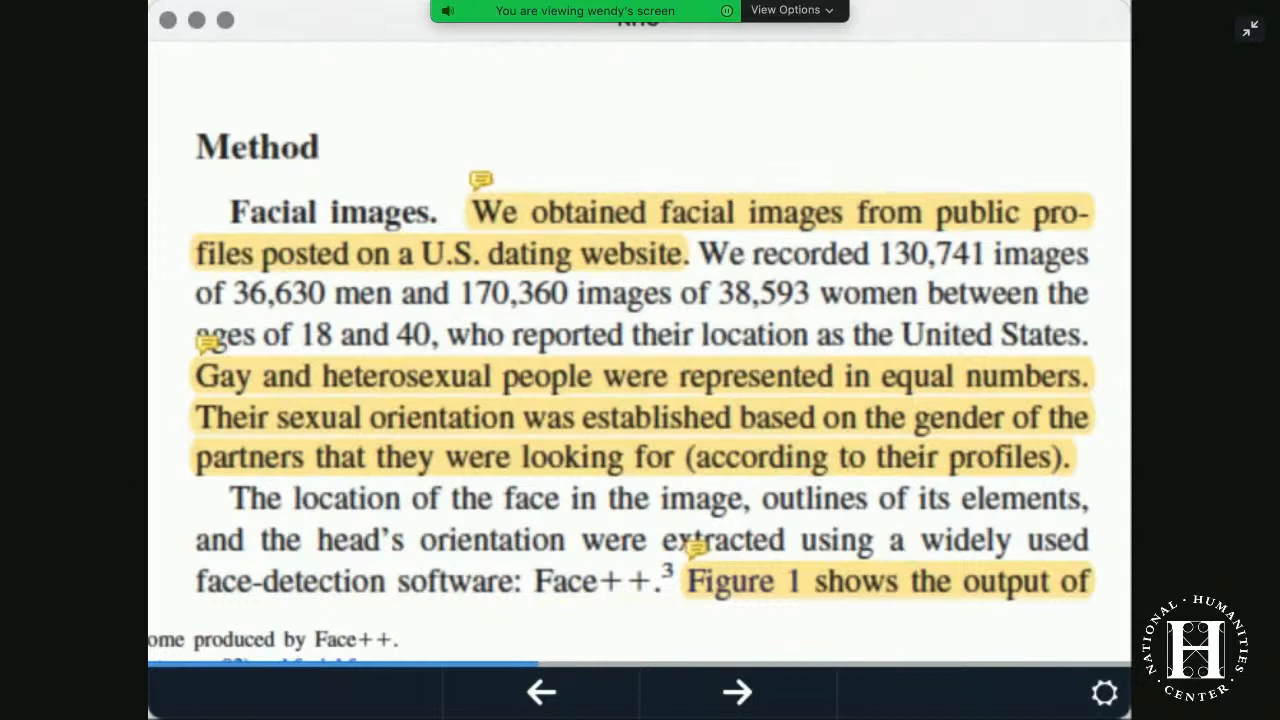 You are viewing wendy's screen
View Options
Method
Facial images. We obtained facial images from public pro-
files posted on a U.S. dating website. We recorded 130,741 images
of 36,630 men and 170,360 images of 38,593 women between the
ages of 18 and 40, who reported their location as the United States.
Gay and heterosexual people were represented in equal numbers.
Their sexual orientation was established based on the gender of the
partners that they were looking for (according to their profiles).
The location of the face in the image, outlines of its elements,
and the head's orientation were extracted using a widely used
face-detection software: Face++.3 Figure 1 shows the output of
ome produced by Face++.
NATIONAL · HUMANITIES
H
CENTER